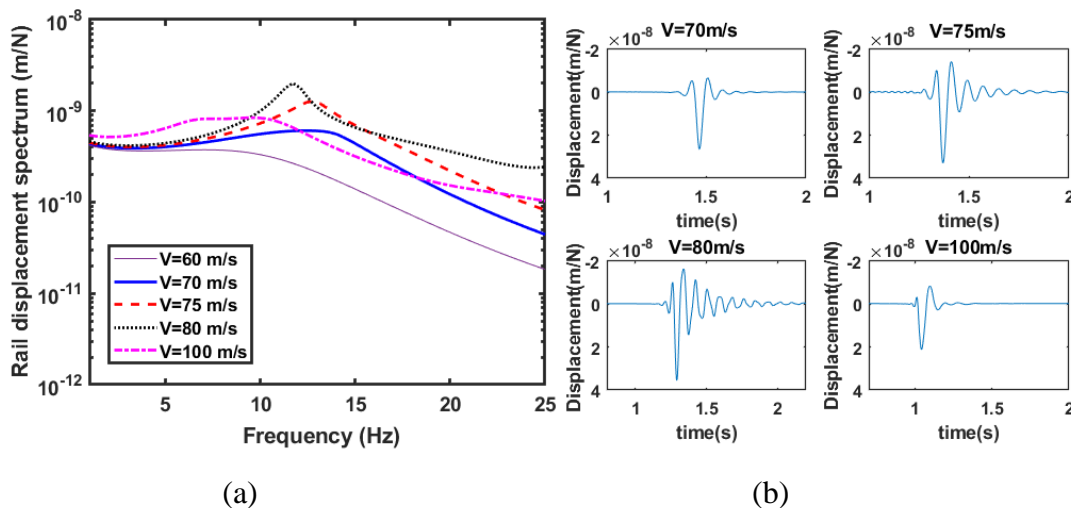 Rail displacement spectrum (m/N)
10-8
10-9
10-10
10-11
10-12
V=60 m/s
V=70 m/s
V=75 m/s
V=80 m/s
V=100 m/s
5 10 15 20 25
Frequency (Hz)
(a)
×10-8 V=70m/s
Displacement(m/N)
-2
0
2
4
1 1.5 2
time(s)
×10-8 V=75m/s
Displacement(m/N)
-2
0
2
4
1 1.5 2
time(s)
×10-8 V=80m/s
Displacement(m/N)
-2
0
2
4
1 1.5 2
time(s)
×10-8 V=100m/s
Displacement(m/N)
-2
0
2
4
1 1.5 2
time(s)
(b)